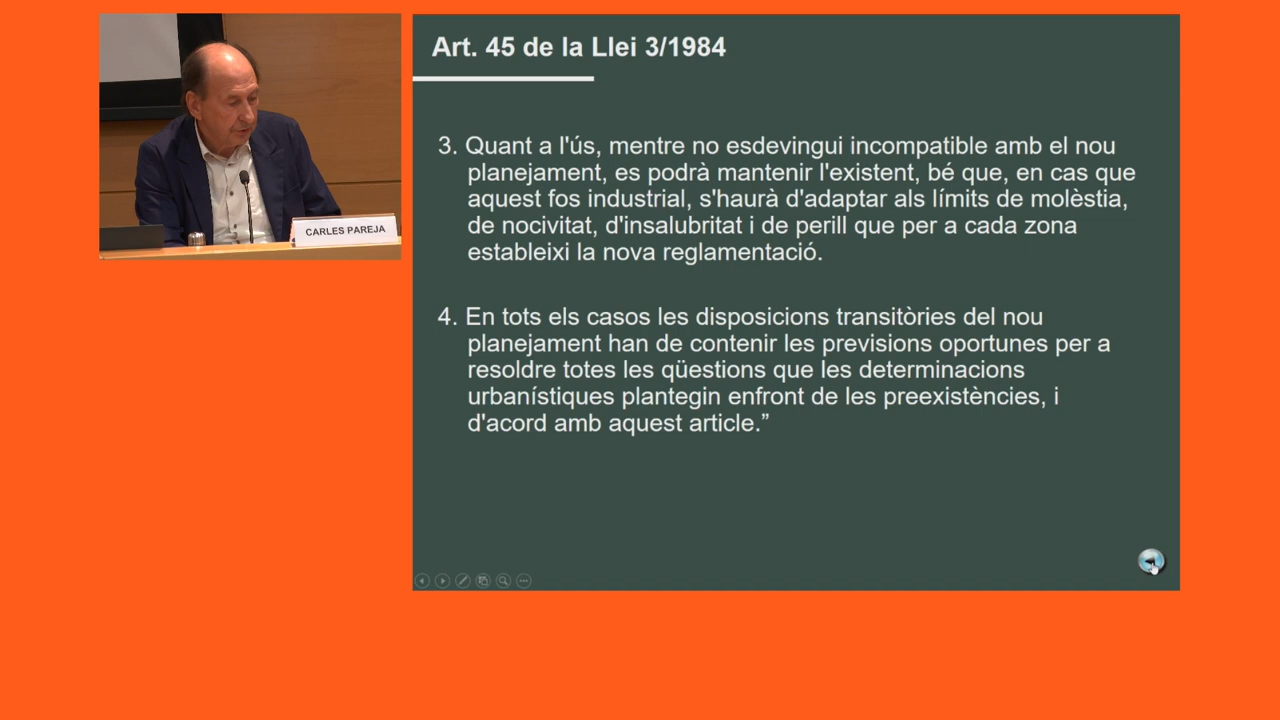 Art. 45 de la Llei 3/1984
3. Quant a l'ús, mentre no esdevingui incompatible amb el nou
planejament, es podrà mantenir l'existent, bé que, en cas que
aquest fos industrial, s'haurà d'adaptar als límits de molèstia,
de nocivitat, d'insalubritat i de perill que per a cada zona
estableixi la nova reglamentació.
4. En tots els casos les disposicions transitòries del nou
planejament han de contenir les previsions oportunes per a
resoldre totes les qüestions que les determinacions
urbanístiques plantegin enfront de les preexistències, i
d'acord amb aquest article.”
CARLES PAREJA